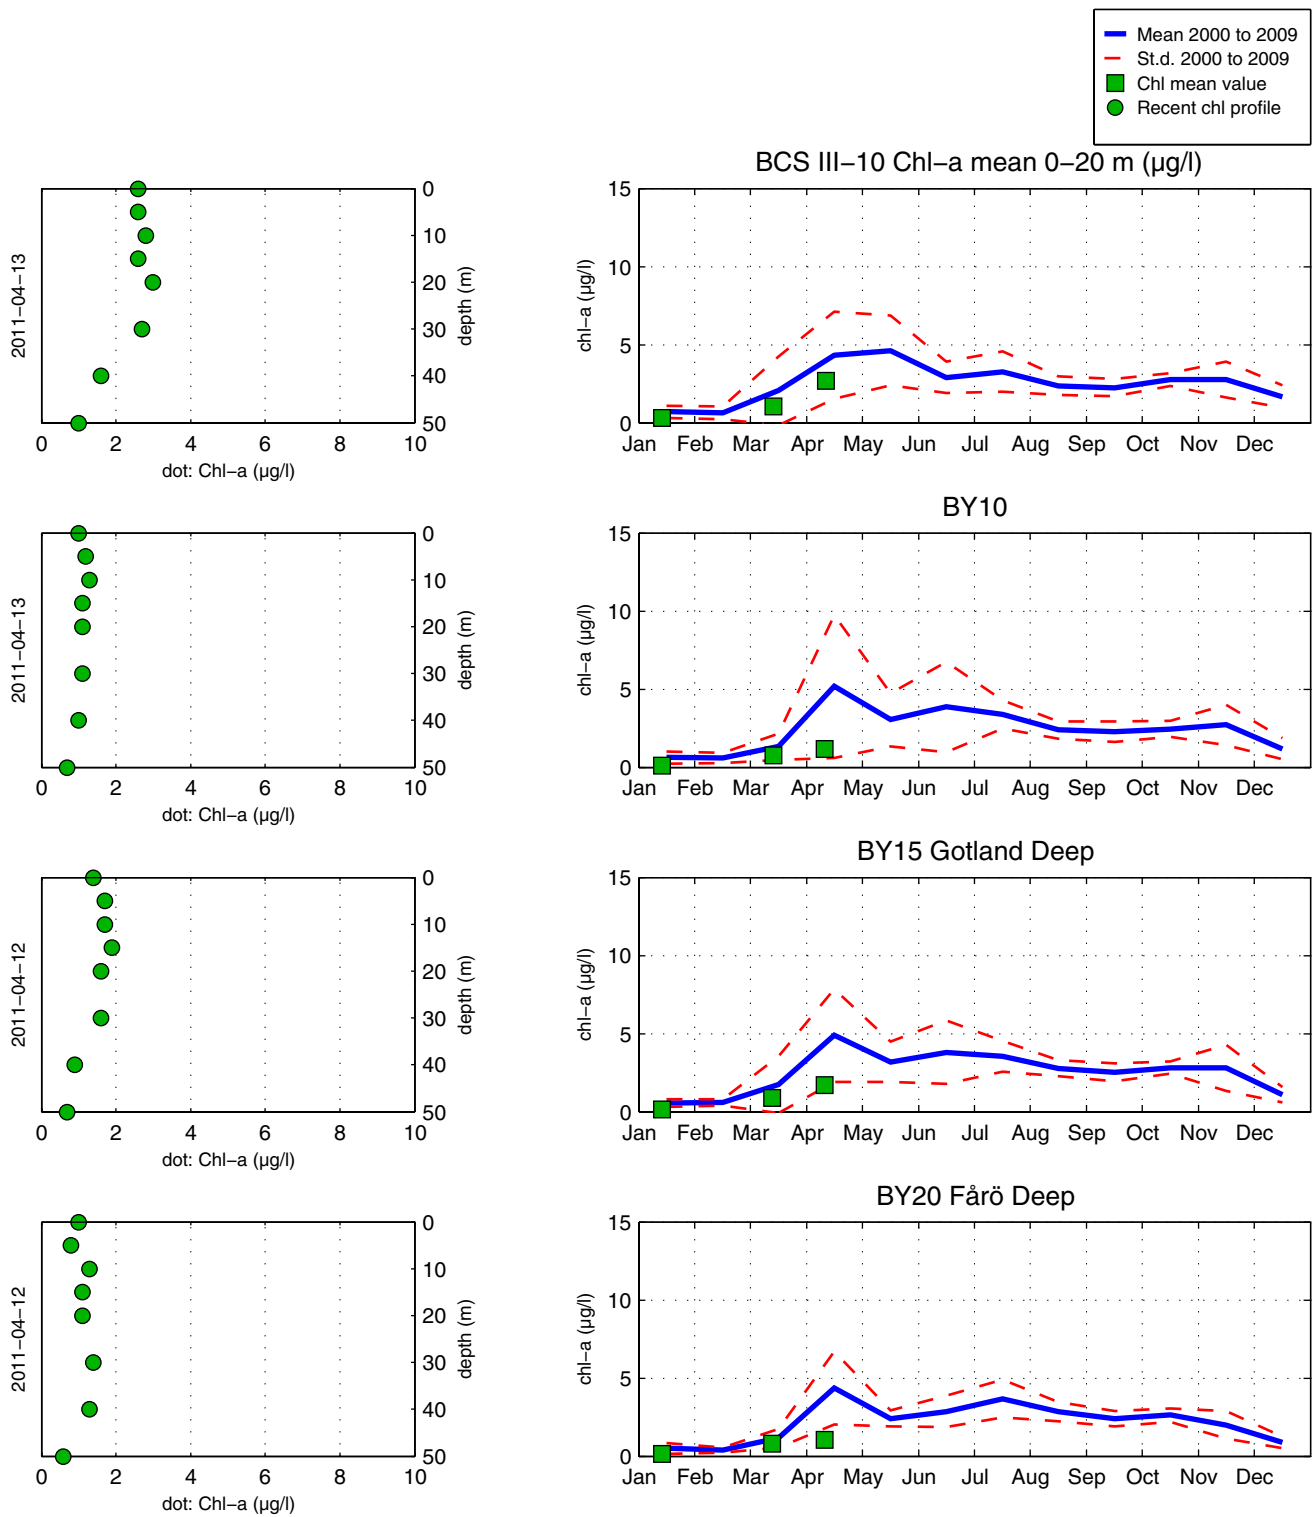 Mean 2000 to 2009
St.d. 2000 to 2009
Chl mean value
Recent chl profile
BCS III−10 Chl−a mean 0−20 m (µg/l)
2011−04−13
0
10
20
30
40
50
depth (m)
0 2 4 6 8 10
dot: Chl−a (µg/l)
chl−a (µg/l)
15
10
5
0
Jan Feb Mar Apr May Jun Jul Aug Sep Oct Nov Dec
BY10
2011−04−13
0
10
20
30
40
50
depth (m)
0 2 4 6 8 10
dot: Chl−a (µg/l)
chl−a (µg/l)
15
10
5
0
Jan Feb Mar Apr May Jun Jul Aug Sep Oct Nov Dec
BY15 Gotland Deep
2011−04−12
0
10
20
30
40
50
depth (m)
0 2 4 6 8 10
dot: Chl−a (µg/l)
chl−a (µg/l)
15
10
5
0
Jan Feb Mar Apr May Jun Jul Aug Sep Oct Nov Dec
BY20 Fårö Deep
2011−04−12
0
10
20
30
40
50
depth (m)
0 2 4 6 8 10
dot: Chl−a (µg/l)
chl−a (µg/l)
15
10
5
0
Jan Feb Mar Apr May Jun Jul Aug Sep Oct Nov Dec